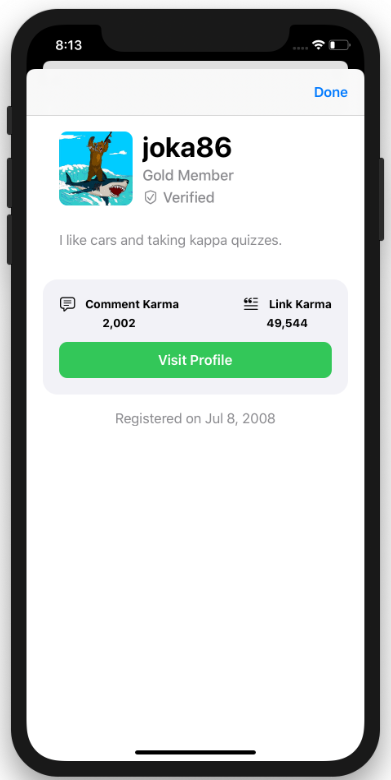 8:13
Done
joka86
Gold Member
Verified
I like cars and taking kappa quizzes.
Comment Karma Link Karma
2,002 49,544
Visit Profile
Registered on Jul 8, 2008